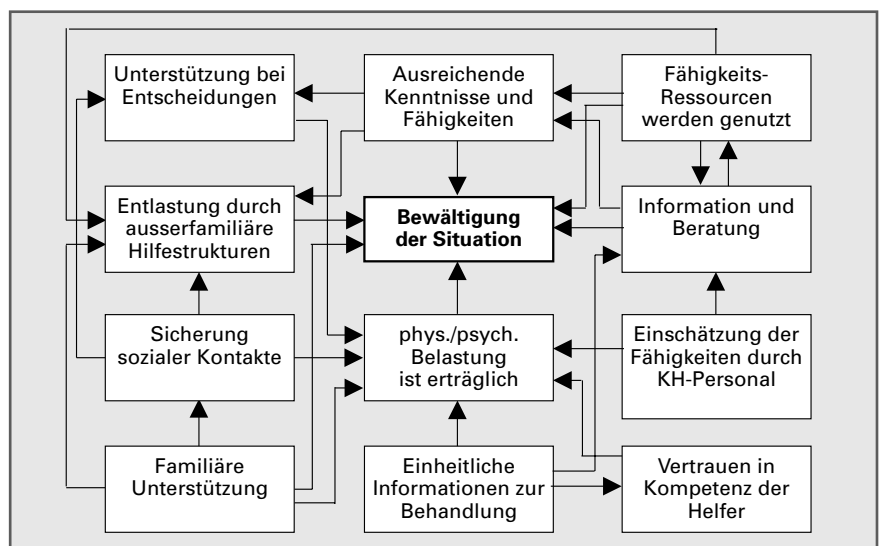 Unterstützung bei
Entscheidungen
Ausreichende
Kenntnisse und
Fähigkeiten
Fähigkeits-
Ressourcen
werden genutzt
Entlastung durch
ausserfamiliäre
Hilfestrukturen
Bewältigung
der Situation
Information und
Beratung
Sicherung
sozialer Kontakte
phys./psych.
Belastung
ist erträglich
Einschätzung der
Fähigkeiten durch
KH-Personal
Familiäre
Unterstützung
Einheitliche
Informationen zur
Behandlung
Vertrauen in
Kompetenz der
Helfer